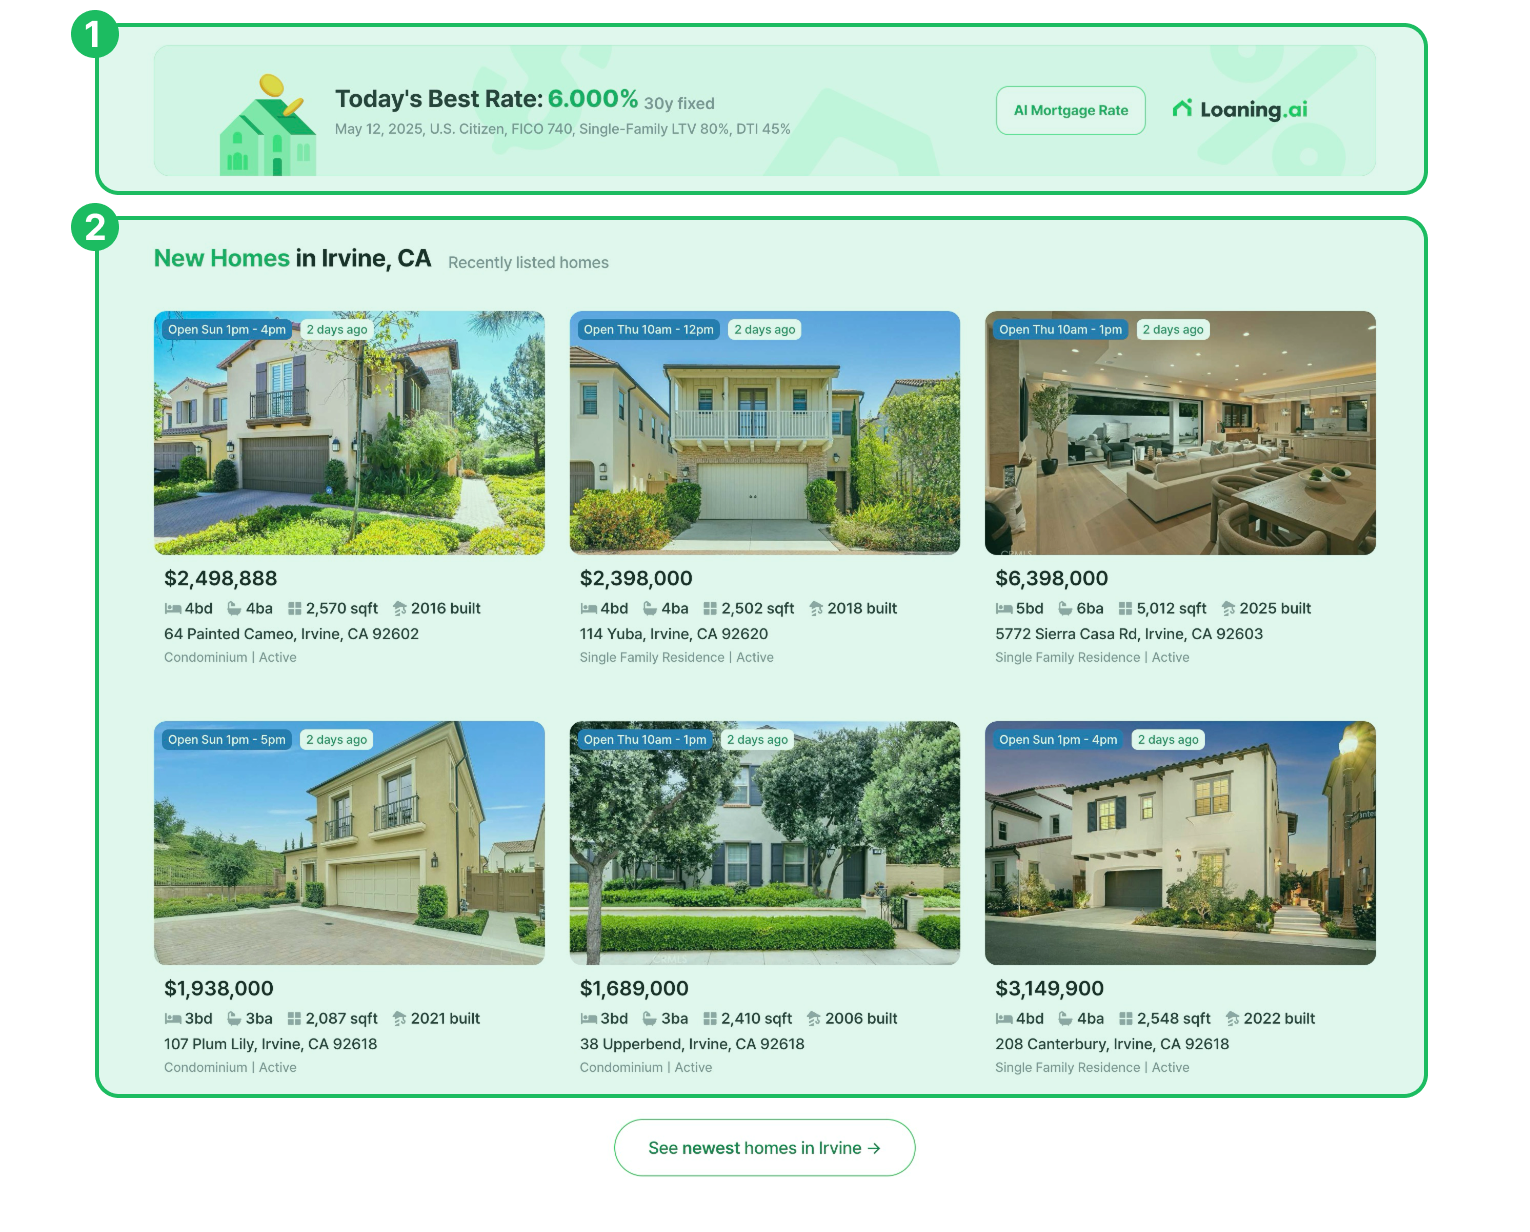 1
Today's Best Rate: 6.000% 30y fixed
May 12, 2025, U.S. Citizen, FICO 740, Single-Family LTV 80%, DTI 45%
AI Mortgage Rate
Loaning.ai
2
New Homes in Irvine, CA Recently listed homes
Open Sun 1pm - 4pm 2 days ago
$2,498,888
4bd 4ba 2,570 sqft 2016 built
64 Painted Cameo, Irvine, CA 92602
Condominium | Active
Open Thu 10am - 12pm 2 days ago
$2,398,000
4bd 4ba 2,502 sqft 2018 built
114 Yuba, Irvine, CA 92620
Single Family Residence | Active
Open Thu 10am - 1pm 2 days ago
CRMLS
$6,398,000
5bd 6ba 5,012 sqft 2025 built
5772 Sierra Casa Rd, Irvine, CA 92603
Single Family Residence | Active
Open Sun 1pm - 5pm 2 days ago
$1,938,000
3bd 3ba 2,087 sqft 2021 built
107 Plum Lily, Irvine, CA 92618
Condominium | Active
Open Thu 10am - 1pm 2 days ago
CRMLS
$1,689,000
3bd 3ba 2,410 sqft 2006 built
38 Upperbend, Irvine, CA 92618
Condominium | Active
Open Sun 1pm - 4pm 2 days ago
$3,149,900
4bd 4ba 2,548 sqft 2022 built
208 Canterbury, Irvine, CA 92618
Single Family Residence | Active
See newest homes in Irvine →